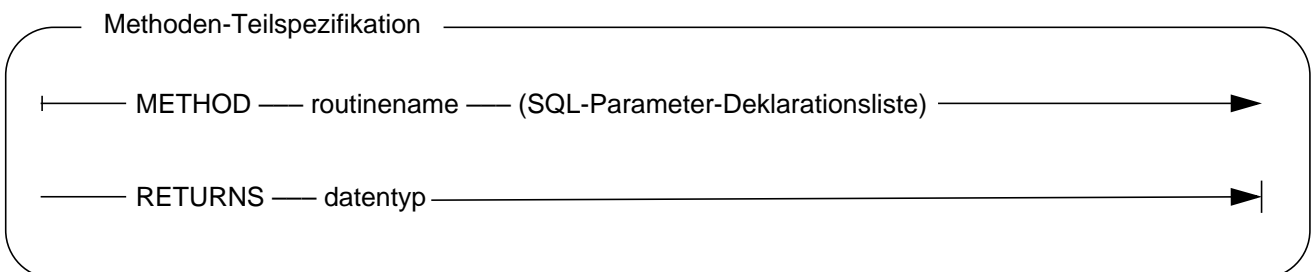 Methoden-Teilspezifikation
METHOD routinename (SQL-Parameter-Deklarationsliste)
RETURNS datentyp